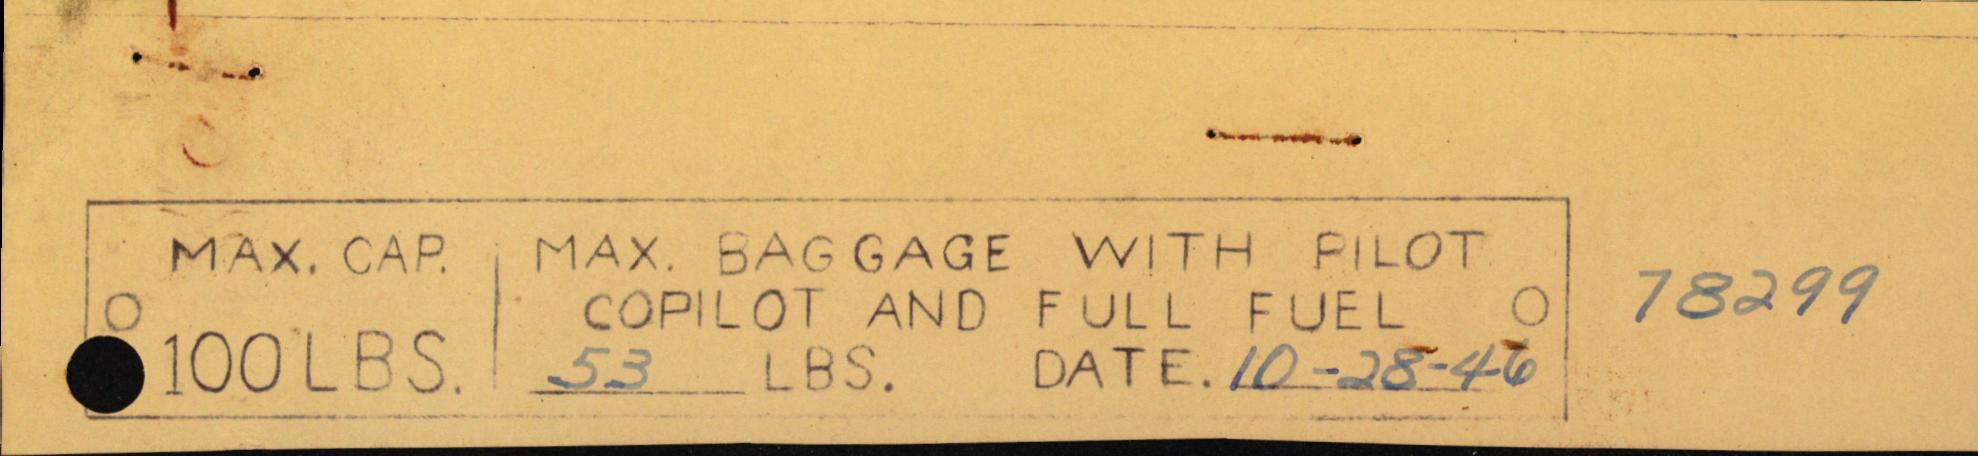 MAX. CAP.
100 LBS.
MAX. BAGGAGE WITH PILOT
COPILOT AND FULL FUEL
53 LBS. DATE. 10-28-46
78299